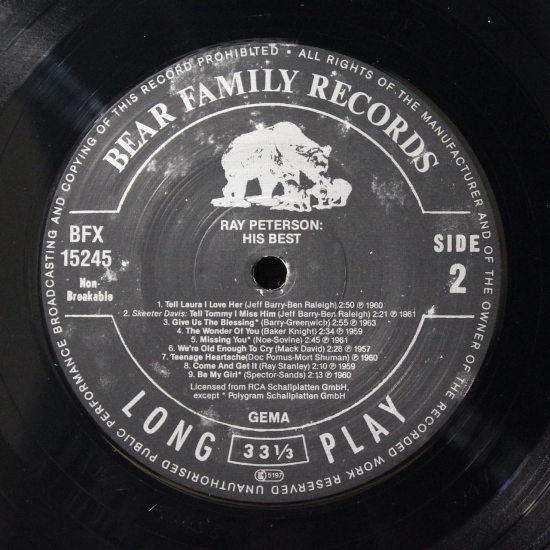 UNAUTHORISED PUBLIC PERFORMANCE BROADCASTING AND COPYING OF THIS RECORD PROHIBITED • ALL RIGHTS OF THE MANUFACTURER AND OF THE OWNER OF THE RECORDED WORK RESERVED
BEAR FAMILY RECORDS
RAY PETERSON:
HIS BEST
BFX
15245
Non-
Breakable
SIDE
2
1. Tell Laura I Love Her (Jeff Barry-Ben Raleigh) 2:50 ℗ 1960
2. Skeeter Davis: Tell Tommy I Miss Him (Jeff Barry-Ben Raleigh) 2:21 ℗ 1961
3. Give Us The Blessing* (Barry-Greenwich) 2:55 ℗ 1963
4. The Wonder Of You (Baker Knight) 2:34 ℗ 1959
5. Missing You* (Noe-Sovine) 2:45 ℗ 1961
6. We're Old Enough To Cry (Mack David) 2:28 ℗ 1957
7. Teenage Heartache(Doc Pomus-Mort Shuman) ℗ 1960
8. Come And Get It (Ray Stanley) 2:10 ℗ 1959
9. Be My Girl* (Spector-Sands) 2:13 ℗ 1960
Licensed from RCA Schallplatten GmbH,
except * Polygram Schallplatten GmbH
GEMA
LONG PLAY
33 1/3
LC 5197